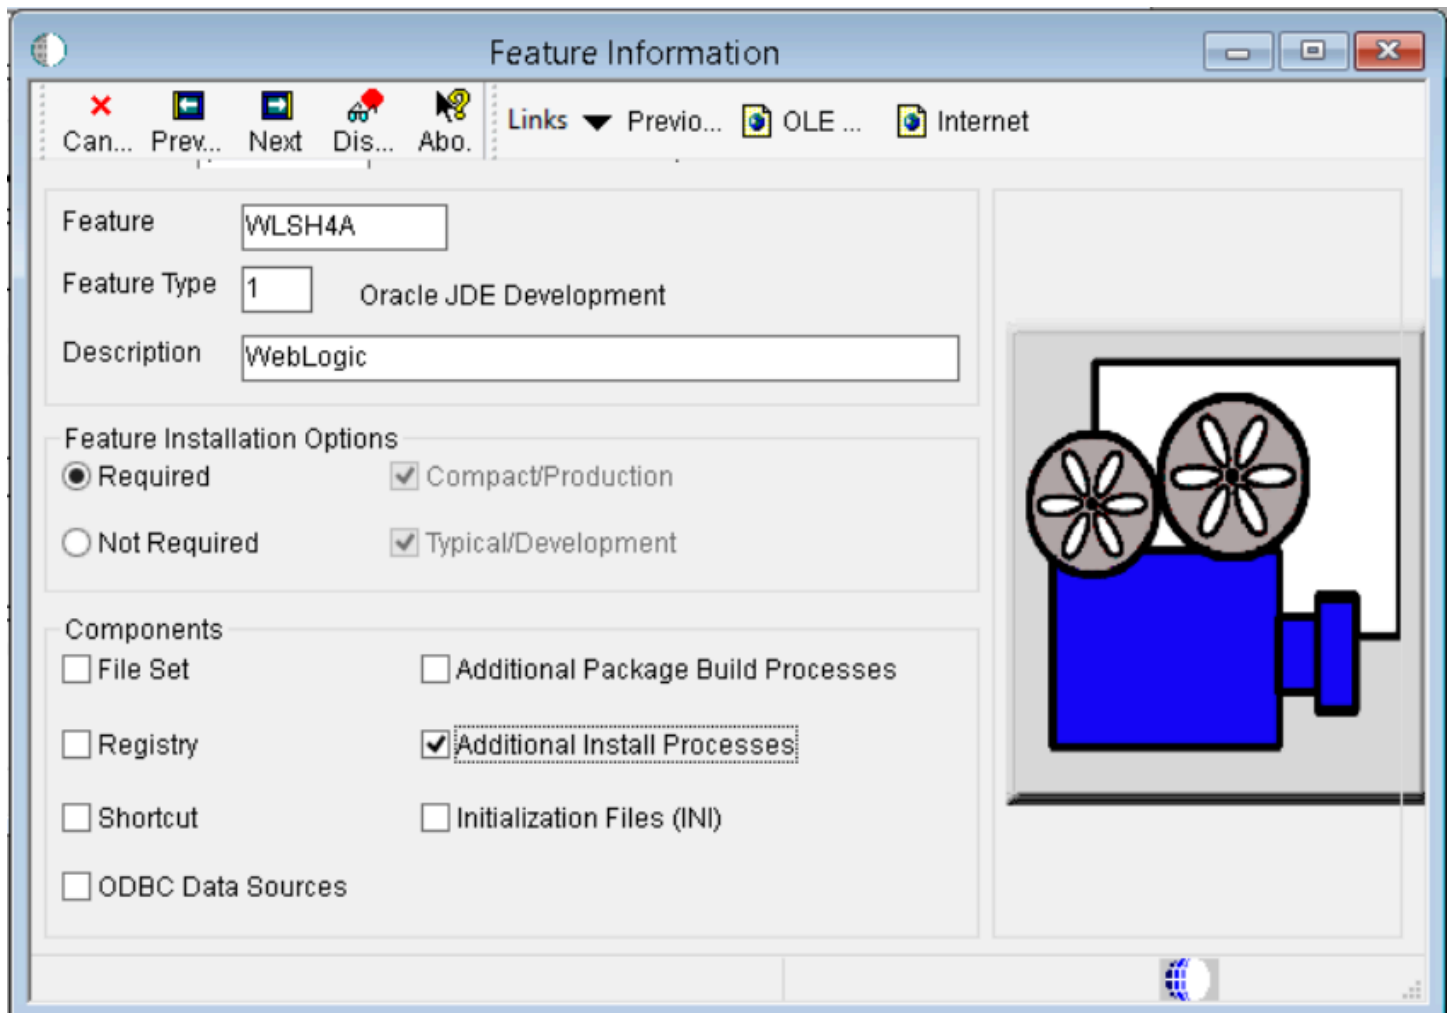 Feature Information
Can... Prev... Next Dis... Abo. Links Previo... OLE ... Internet
Feature WLSH4A
Feature Type 1 Oracle JDE Development
Description WebLogic
Feature Installation Options
Required Compact/Production
Not Required Typical/Development
Components
File Set Additional Package Build Processes
Registry Additional Install Processes
Shortcut Initialization Files (INI)
ODBC Data Sources